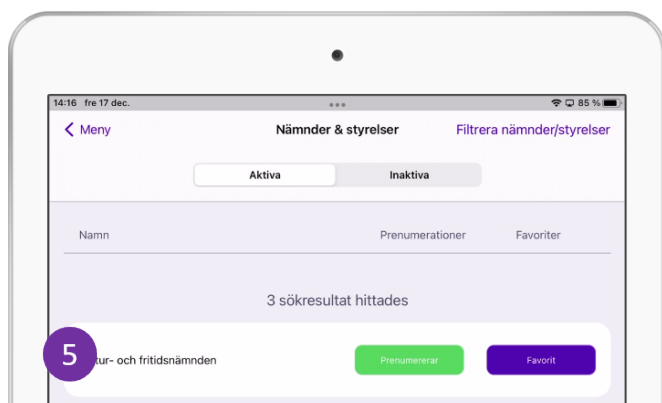 14:16 fre 17 dec.
85 %
Meny
Nämnder & styrelser
Filtrera nämnder/styrelser
Aktiva
Inaktiva
Namn
Prenumerationer
Favoriter
3 sökresultat hittades
5
tur- och fritidsnämnden
Prenumererar
Favorit